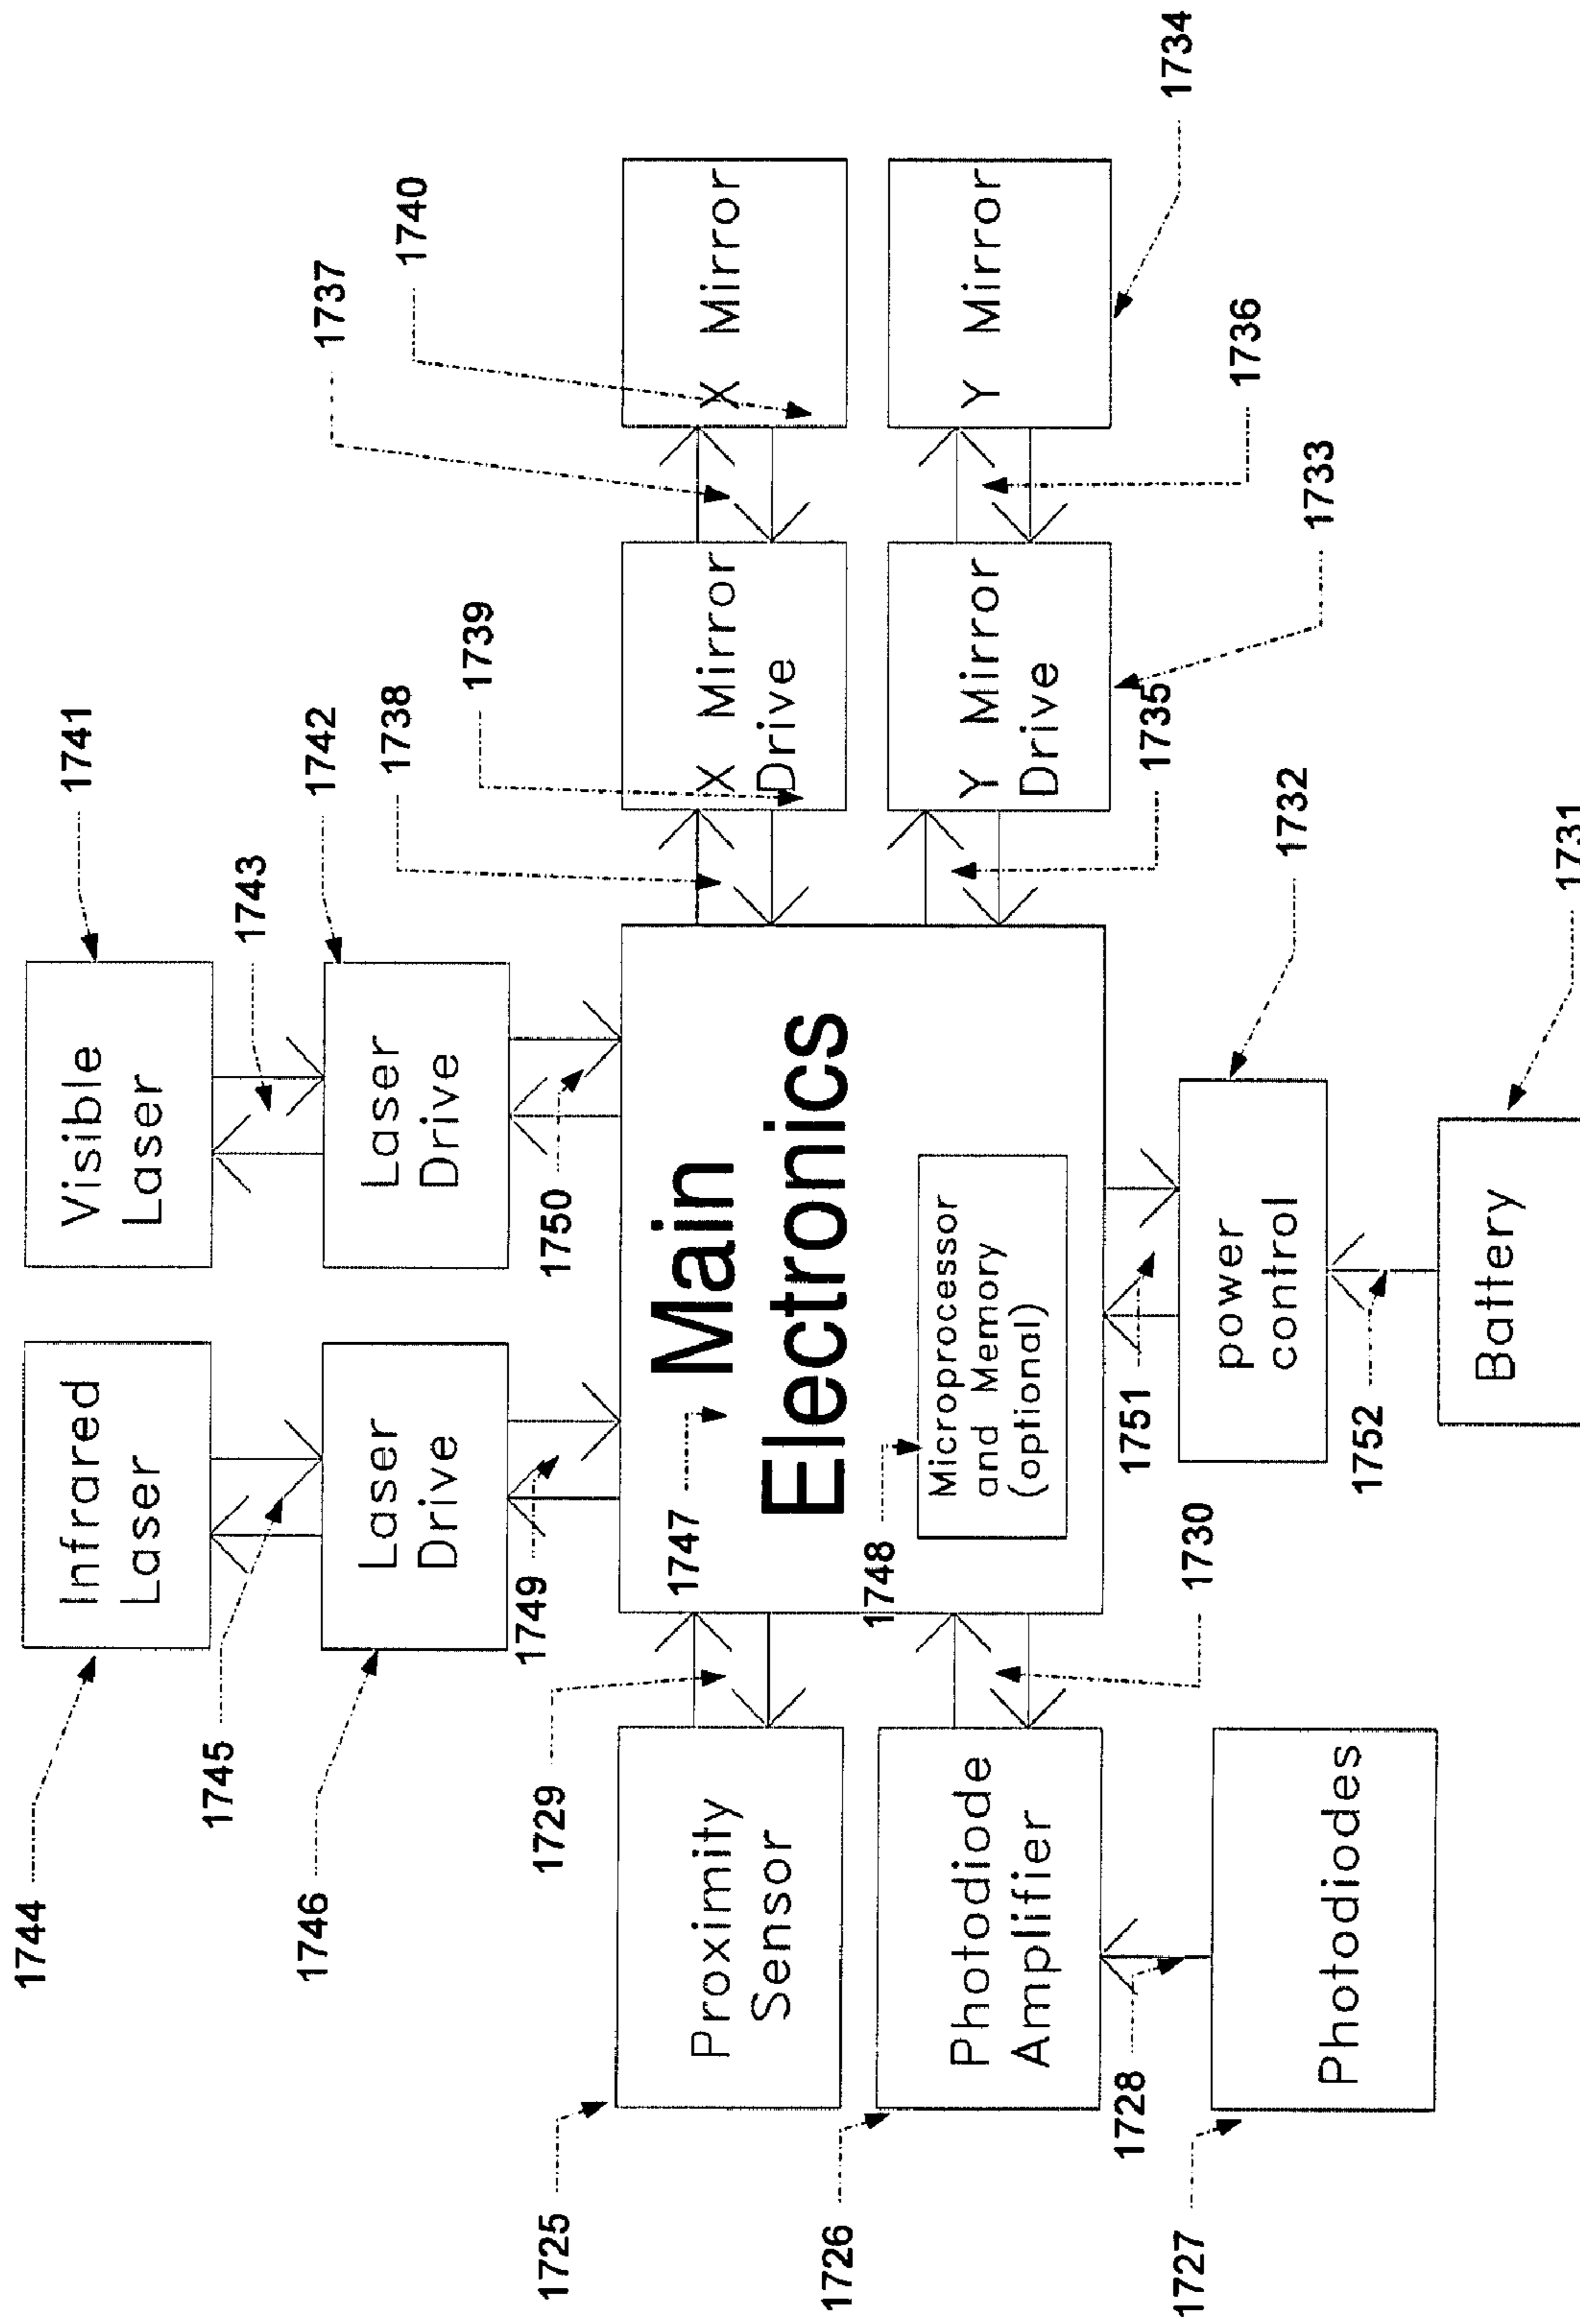 1741
1742
1743
Visible
Laser
Laser
Drive
1750
1744
1745
1746
Infrared
Laser
Laser
Drive
1749
1737
1740
1738
1739
X Mirror
Drive
X Mirror
1734
1736
1733
1735
Y Mirror
Drive
Y Mirror
1747
Main
Electronics
1748
Microprocessor
and Memory
(optional)
1729
1725
Proximity
Sensor
1730
1726
Photodiode
Amplifier
1728
1727
Photodiodes
1732
1751
power
control
1752
1731
Battery